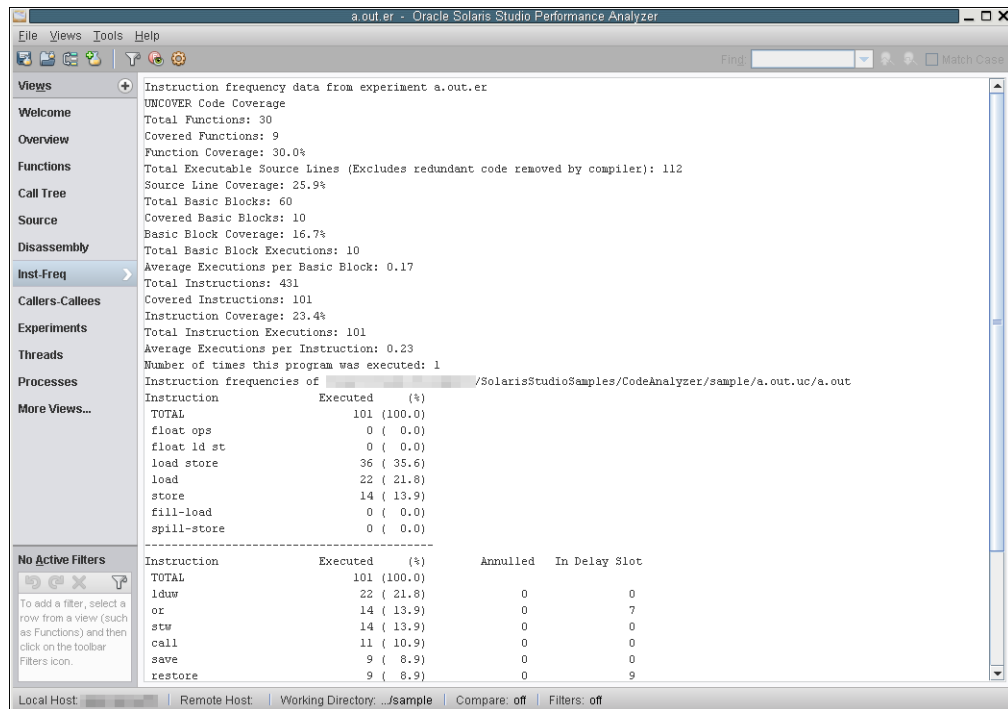 a.out.er - Oracle Solaris Studio Performance Analyzer
File Views Tools Help
Find: Match Case
Views
Welcome
Overview
Functions
Call Tree
Source
Disassembly
Inst-Freq
Callers-Callees
Experiments
Threads
Processes
More Views...
Instruction frequency data from experiment a.out.er
UNCOVER Code Coverage
Total Functions: 30
Covered Functions: 9
Function Coverage: 30.0%
Total Executable Source Lines (Excludes redundant code removed by compiler): 112
Source Line Coverage: 25.9%
Total Basic Blocks: 60
Covered Basic Blocks: 10
Basic Block Coverage: 16.7%
Total Basic Block Executions: 10
Average Executions per Basic Block: 0.17
Total Instructions: 431
Covered Instructions: 101
Instruction Coverage: 23.4%
Total Instruction Executions: 101
Average Executions per Instruction: 0.23
Number of times this program was executed: 1
Instruction frequencies of /SolarisStudioSamples/CodeAnalyzer/sample/a.out.uc/a.out
Instruction Executed (%)
TOTAL 101 (100.0)
float ops 0 ( 0.0)
float ld st 0 ( 0.0)
load store 36 ( 35.6)
load 22 ( 21.8)
store 14 ( 13.9)
fill-load 0 ( 0.0)
spill-store 0 ( 0.0)
--------------------------------------------
Instruction Executed (%) Annulled In Delay Slot
TOTAL 101 (100.0)
lduw 22 ( 21.8) 0 0
or 14 ( 13.9) 0 7
stw 14 ( 13.9) 0 0
call 11 ( 10.9) 0 0
save 9 ( 8.9) 0 0
restore 9 ( 8.9) 0 9
No Active Filters
To add a filter, select a
row from a view (such
as Functions) and then
click on the toolbar
Filters icon.
Local Host: Remote Host: Working Directory: .../sample Compare: off Filters: off